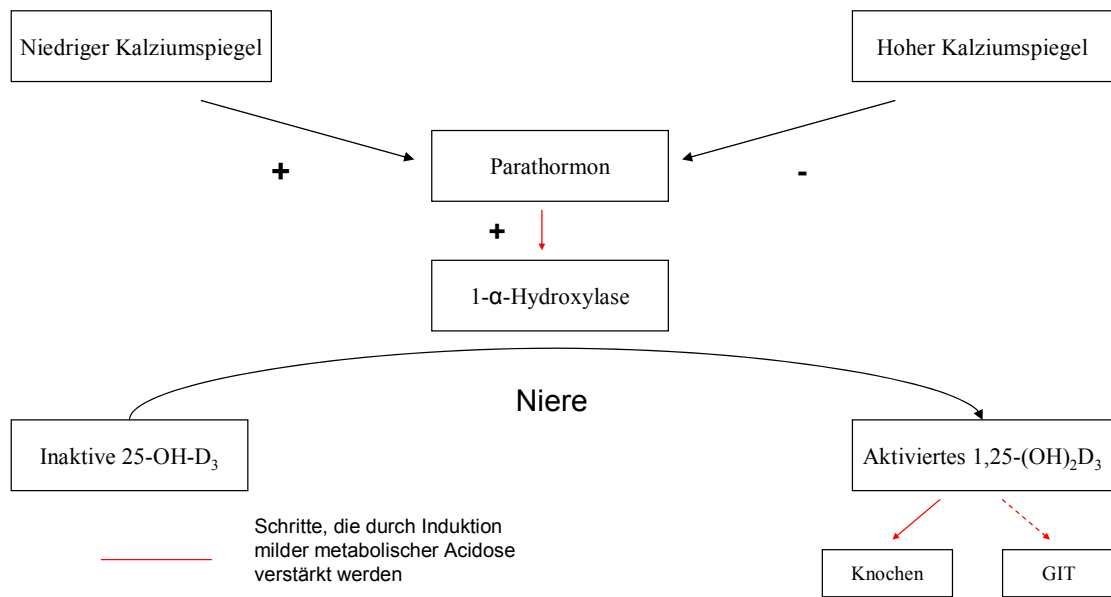 Niedriger Kalziumspiegel
Hoher Kalziumspiegel
Parathormon
+
-
+
1-α-Hydroxylase
Niere
Inaktive 25-OH-D₃
Aktiviertes 1,25-(OH)₂D₃
Schritte, die durch Induktion
milder metabolischer Acidose
verstärkt werden
Knochen
GIT